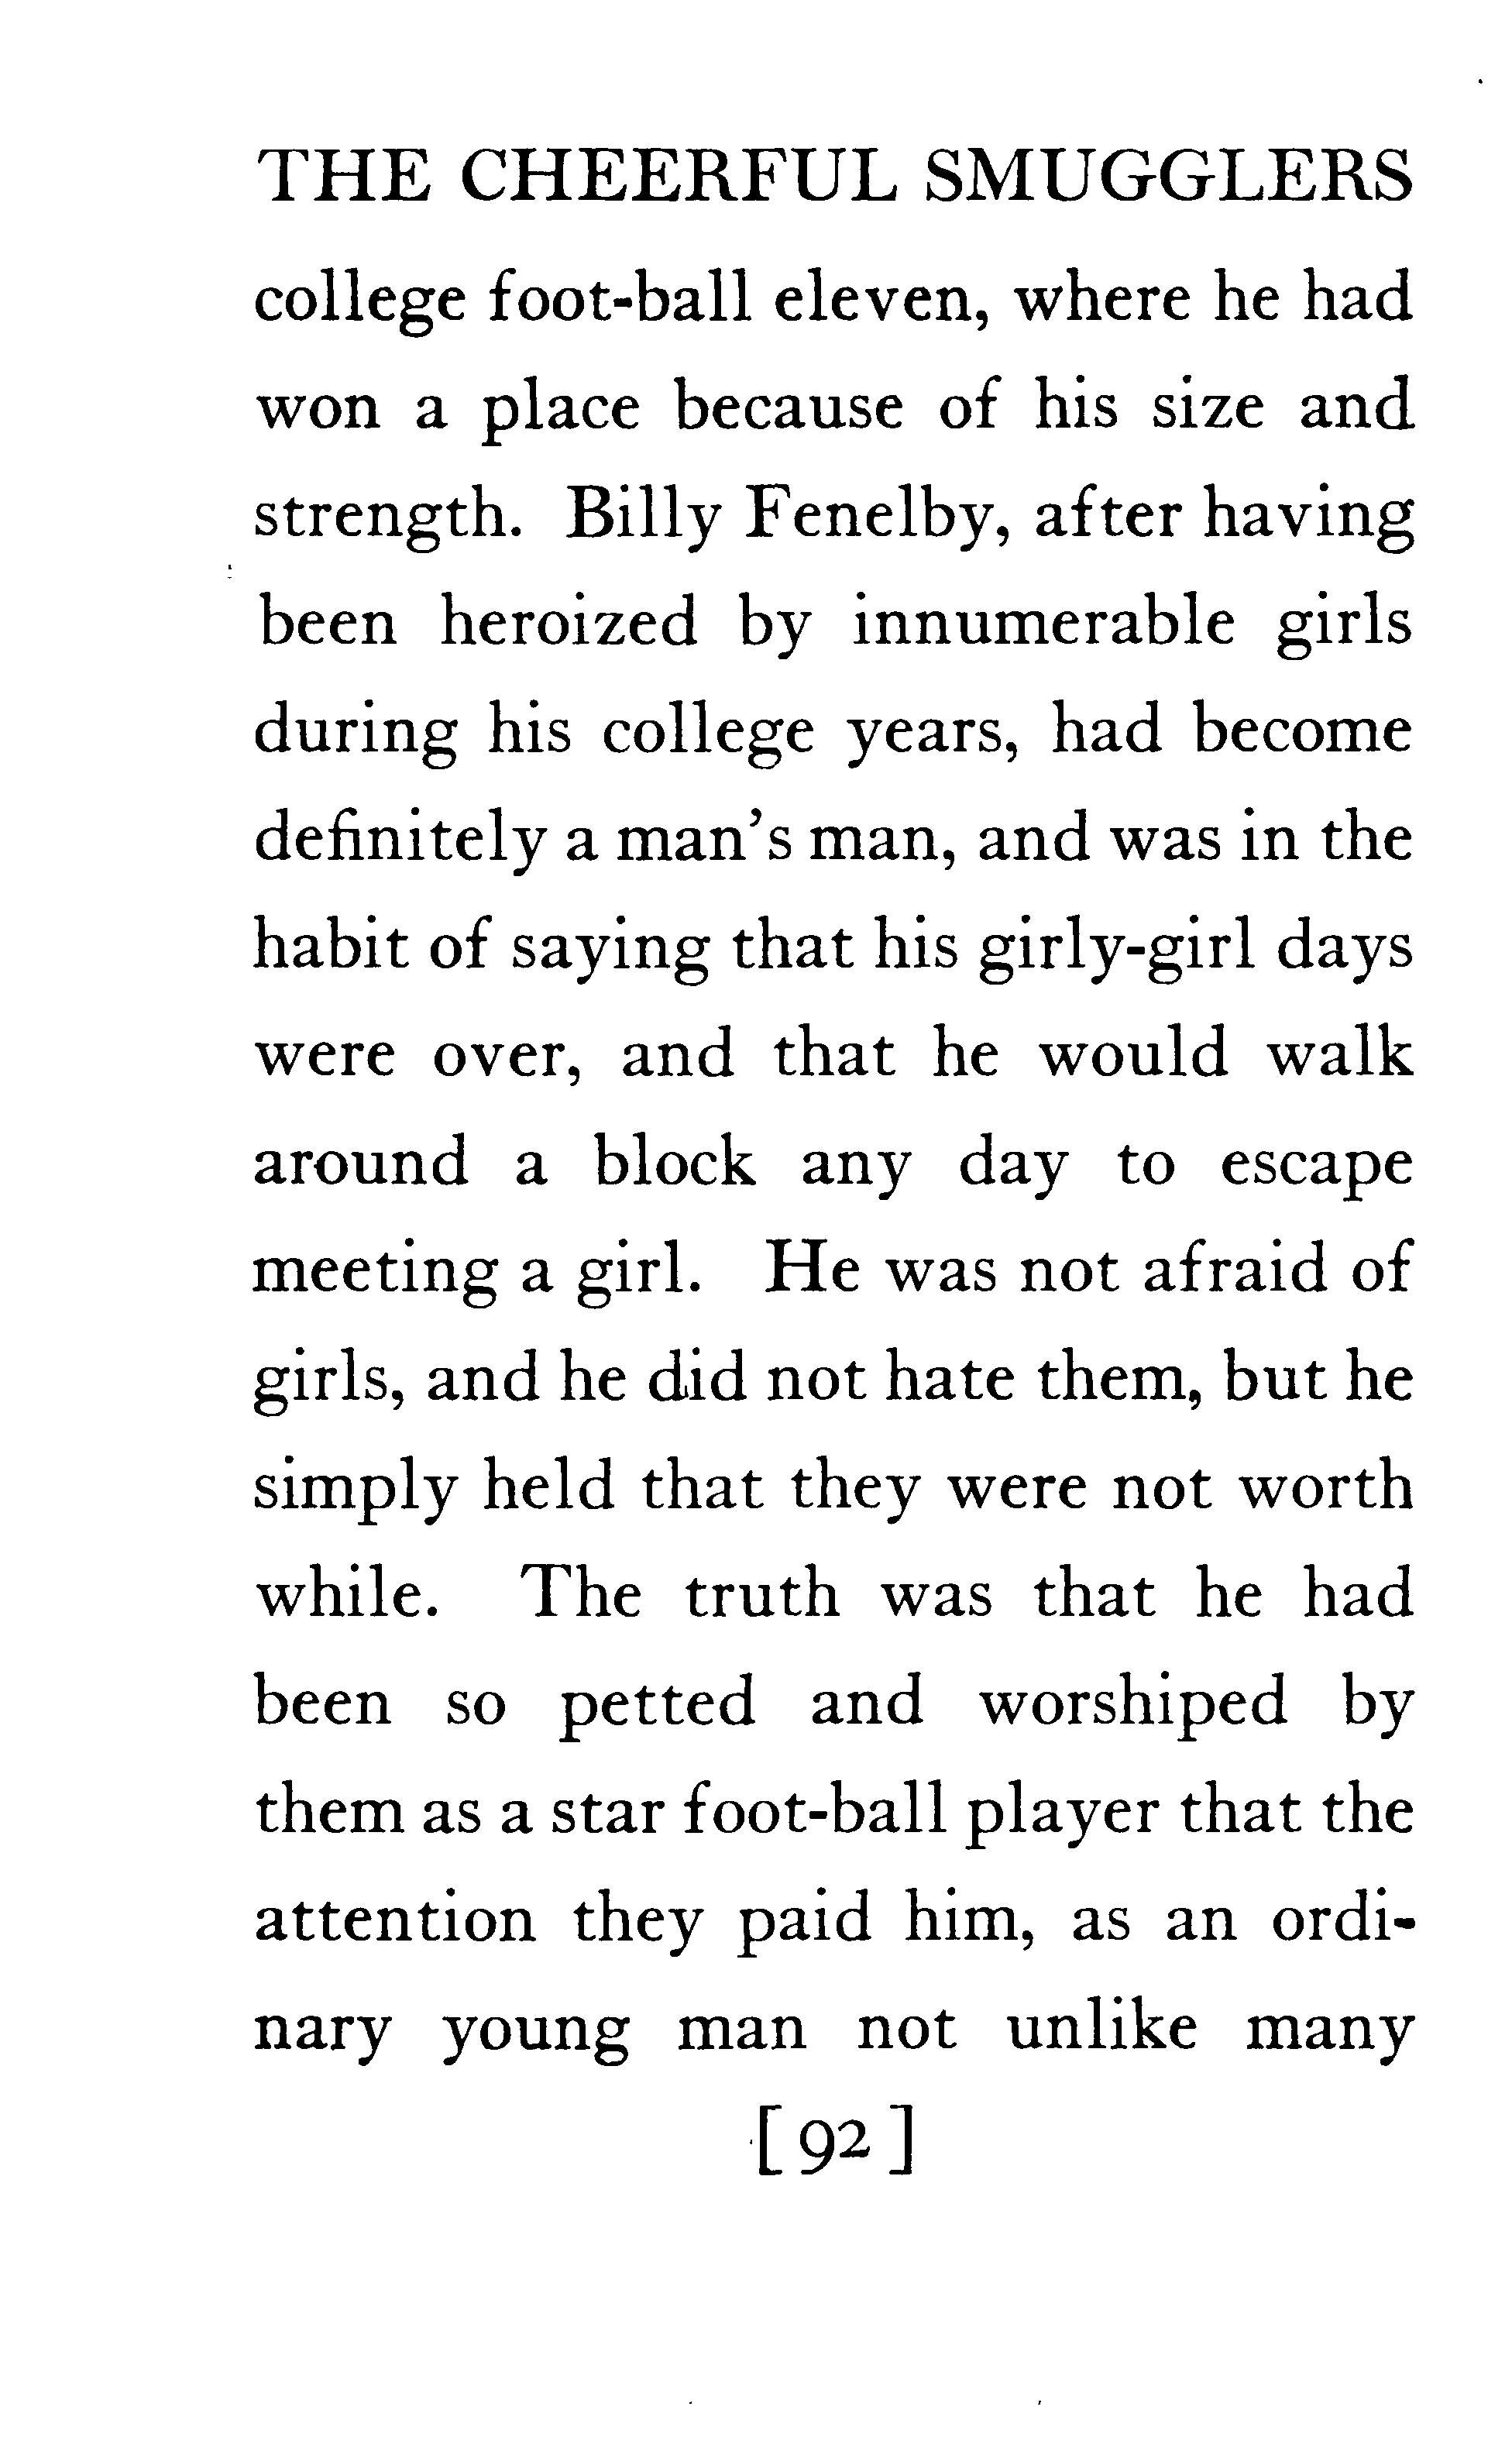 THE CHEERFUL SMUGGLERS
college foot-ball eleven, where he had
won a place because of his size and
strength. Billy Fenelby, after having
been heroized by innumerable girls
during his college years, had become
definitely a man's man, and was in the
habit of saying that his girly-girl days
were over, and that he would walk
around a block any day to escape
meeting a girl. He was not afraid of
girls, and he did not hate them, but he
simply held that they were not worth
while. The truth was that he had
been so petted and worshiped by
them as a star foot-ball player that the
attention they paid him, as an ordi-
nary young man not unlike many
[92]